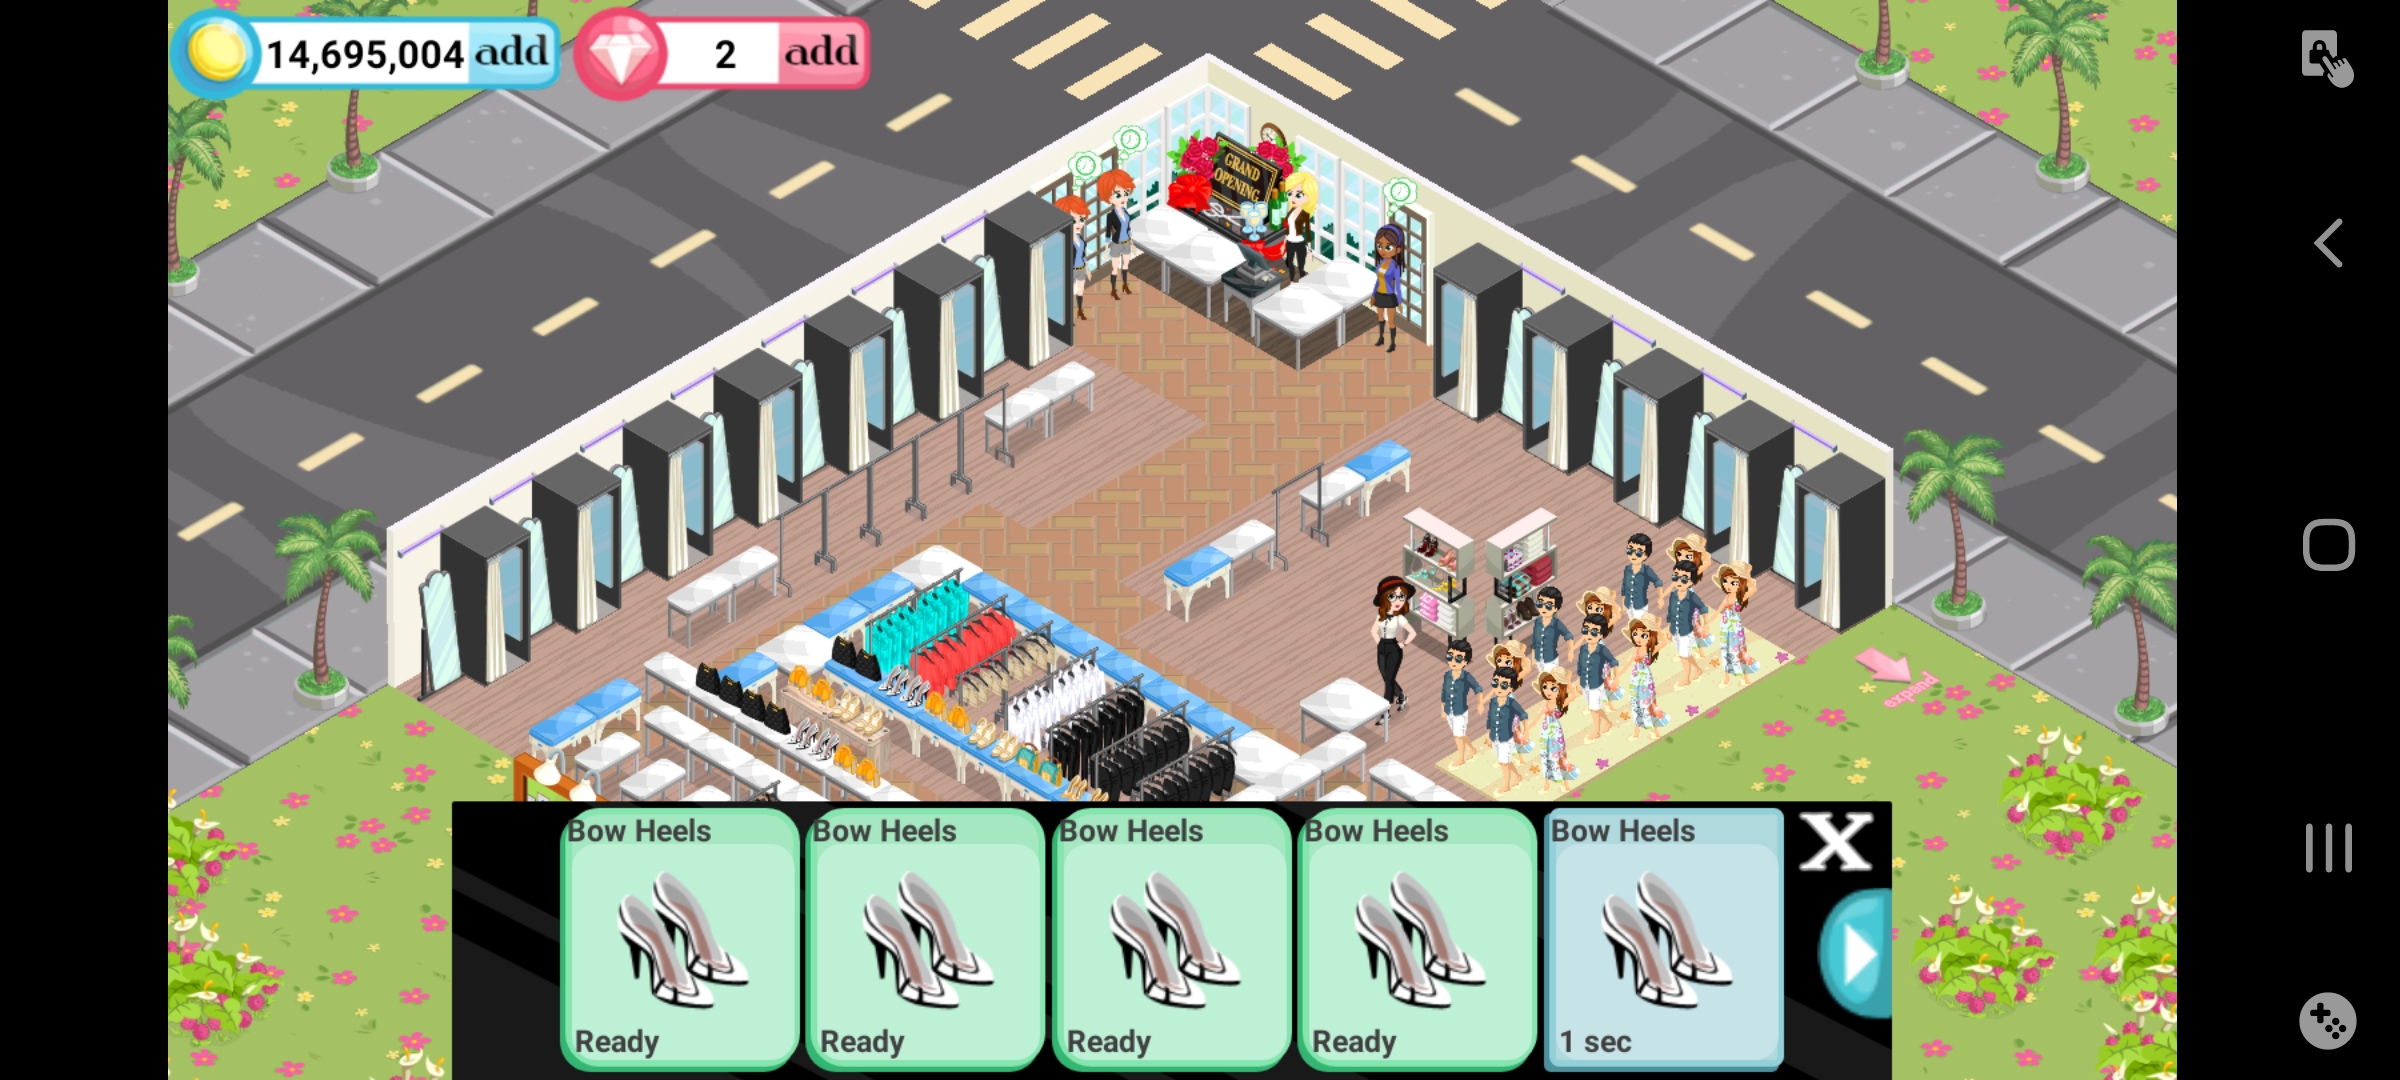 14,695,004 add
2 add
GRAND
OPENING
expand
Bow Heels
Bow Heels
Bow Heels
Bow Heels
Bow Heels
Ready
Ready
Ready
Ready
1 sec
X